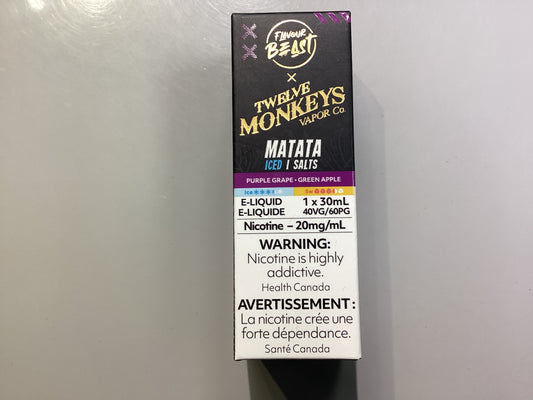 FLAVOUR
BEAST
×
TWELVE
MONKEYS
VAPOR Co.
MATATA
ICED | SALTS
PURPLE GRAPE • GREEN APPLE
Ice
E-LIQUID 1 x 30mL
E-LIQUIDE 40VG/60PG
Nicotine – 20mg/mL
WARNING:
Nicotine is highly
addictive.
Health Canada
AVERTISSEMENT :
La nicotine crée une
forte dépendance.
Santé Canada